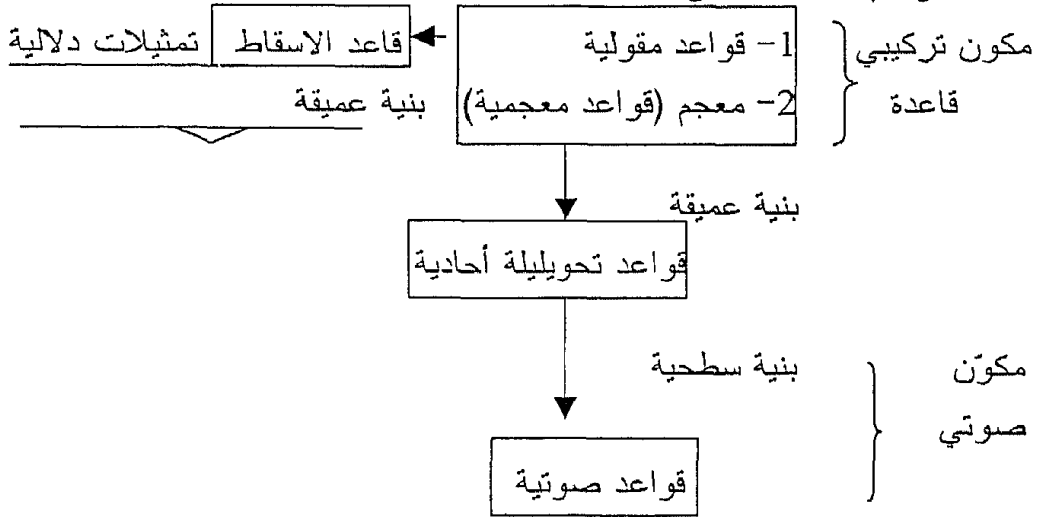 مكون تركيبي
قاعدة
1- قواعد مقولية
2- معجم (قواعد معجمية)
قاعد الاسقاط
تمثيلات دلالية
بنية عميقة
بنية عميقة
قواعد تحويليلة أحادية
بنية سطحية
مكوّن
صوتي
قواعد صوتية